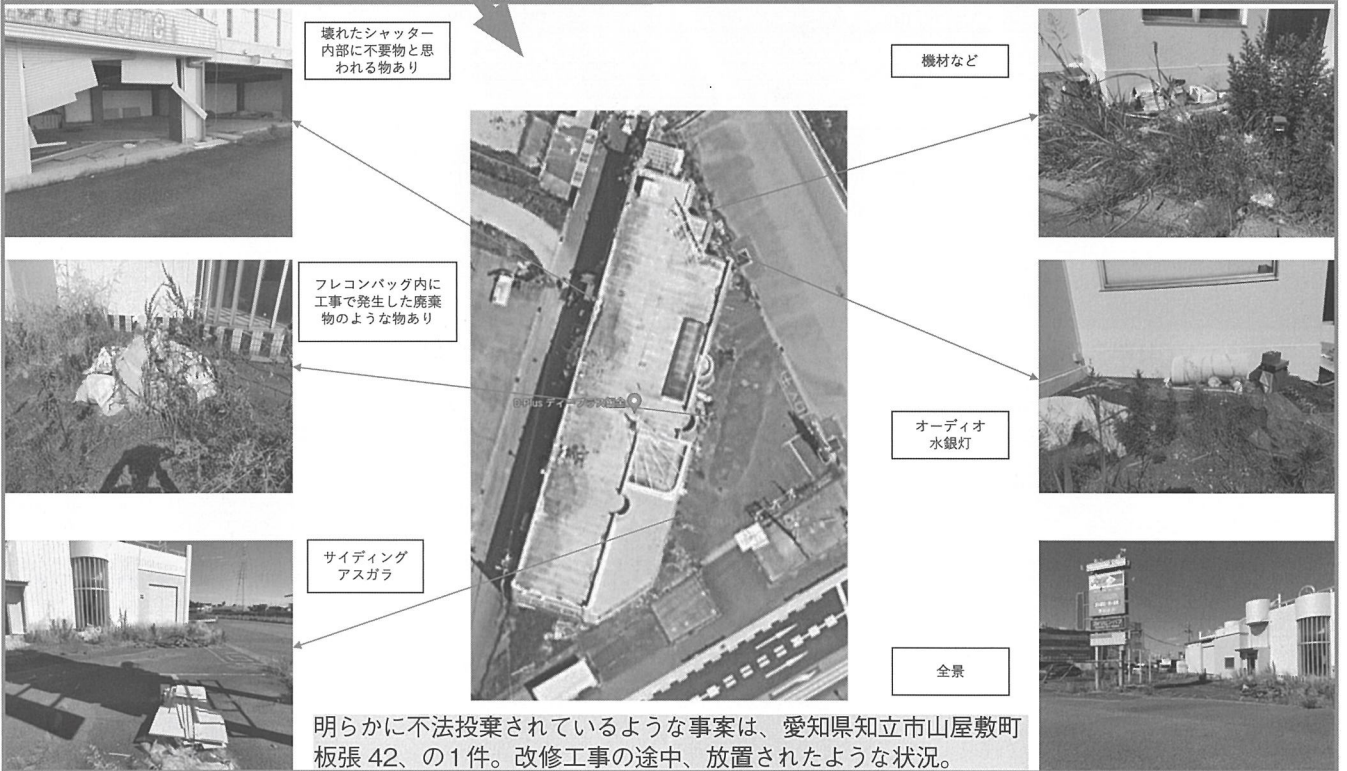 壊れたシャッター
内部に不要物と思
われる物あり
機材など
フレコンバッグ内に
工事で発生した廃棄
物のような物あり
オーディオ
水銀灯
サイディング
アスガラ
全景
明らかに不法投棄されているような事案は、愛知県知立市山屋敷町
板張 42、の1件。改修工事の途中、放置されたような状況。